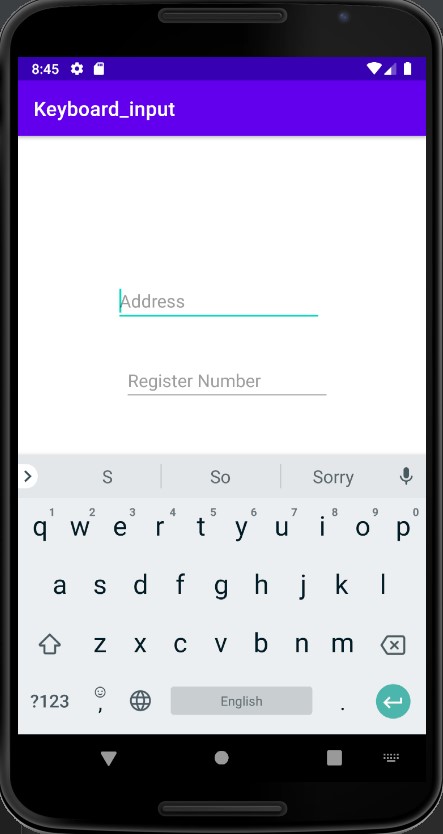 8:45
Keyboard_input
Address
Register Number
S So Sorry
1 2 3 4 5 6 7 8 9 0
q w e r t y u i o p
a s d f g h j k l
z x c v b n m
?123 , English .